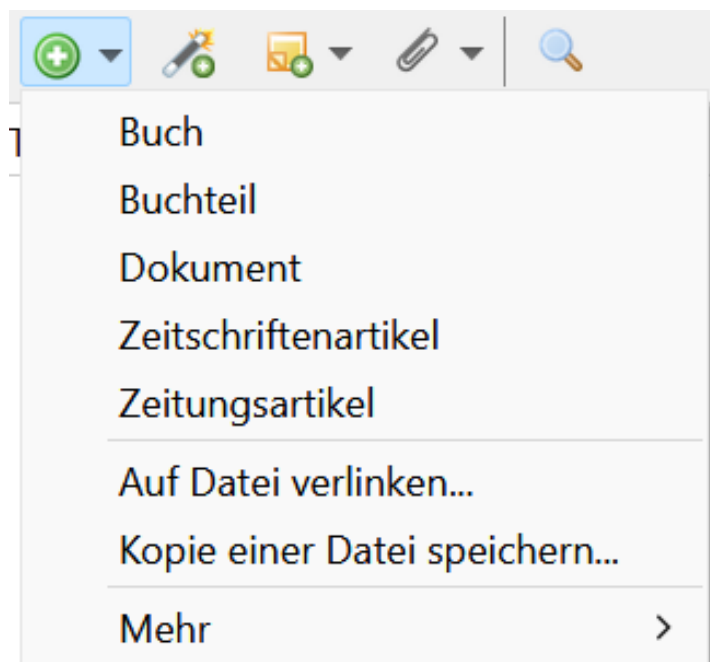 Buch
Buchteil
Dokument
Zeitschriftenartikel
Zeitungsartikel
Auf Datei verlinken...
Kopie einer Datei speichern...
Mehr